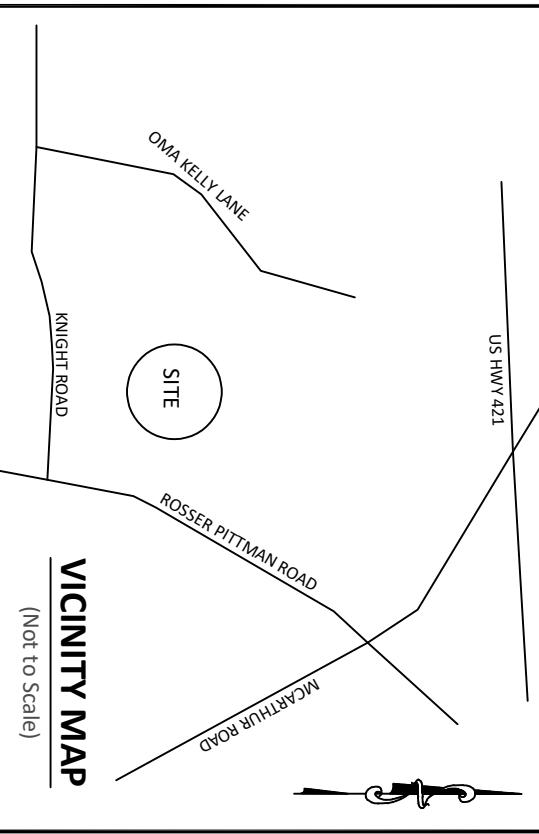 OMA KELLY LANE
US HWY 421
KNIGHT ROAD
SITE
ROSSER PITTMAN ROAD
MCARTHUR ROAD
VICINITY MAP
(Not to Scale)